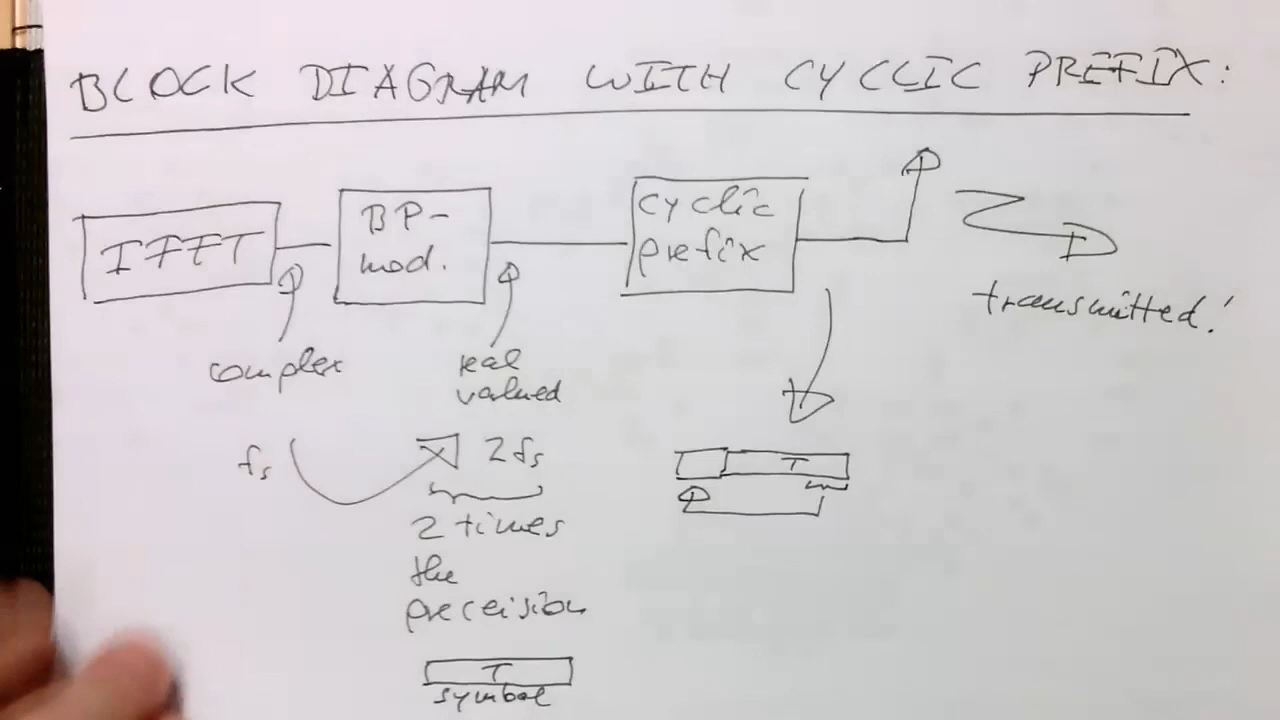 BLOCK DIAGRAM WITH CYCLIC PREFIX:
IFFT
BP-
mod.
cyclic
prefix
transmitted!
complex
real
valued
fs
2fs
2 times
the
preceision
T
symbol
T